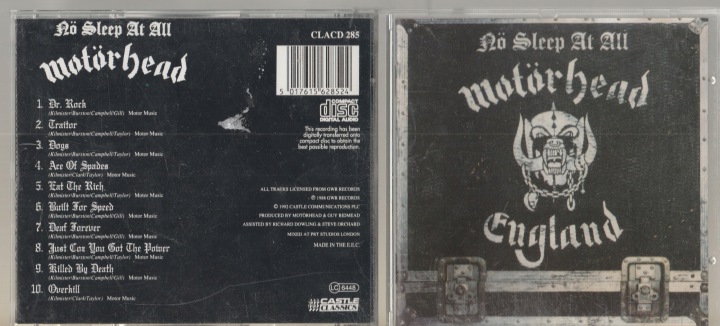 Nö Sleep At All
motörhead
1. Dr. Rock
(Kilmister/Burston/Campbell/Gill) Motor Music
2. Traitor
(Kilmister/Burston/Campbell/Taylor) Motor Music
3. Dogs
(Kilmister/Burston/Campbell/Taylor) Motor Music
4. Ace Of Spades
(Kilmister/Clark/Taylor) Motor Music
5. Eat The Rich
(Kilmister/Burston/Campbell/Taylor) Motor Music
6. Built For Speed
(Kilmister/Burston/Campbell/Gill) Motor Music
7. Deaf Forever
(Kilmister/Burston/Campbell/Gill) Motor Music
8. Just Cos You Got The Power
(Kilmister/Burston/Campbell/Taylor) Motor Music
9. Killed By Death
(Kilmister/Burston/Campbell/Gill) Motor Music
10. Overkill
(Kilmister/Clark/Taylor) Motor Music
CLACD 285
5 017615 628524
COMPACT
disc
DIGITAL AUDIO
This recording has been
digitally transferred onto
compact disc to obtain the
best possible reproduction.
ALL TRACKS LICENSED FROM GWR RECORDS
℗ 1988 GWR RECORDS
© 1992 CASTLE COMMUNICATIONS PLC
PRODUCED BY MOTÖRHEAD & GUY BIDMEAD
ASSISTED BY RICHARD DOWLING & STEVE ORCHARD
MIXED AT PWT STUDIOS LONDON
MADE IN THE E.E.C.
LC 6448
CASTLE
CLASSICS
Nö Sleep At All
motörhead
England